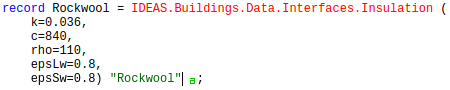 record Rockwool = IDEAS.Buildings.Data.Interfaces.Insulation (
k=0.036,
c=840,
rho=110,
epsLw=0.8,
epsSw=0.8) "Rockwool" a;